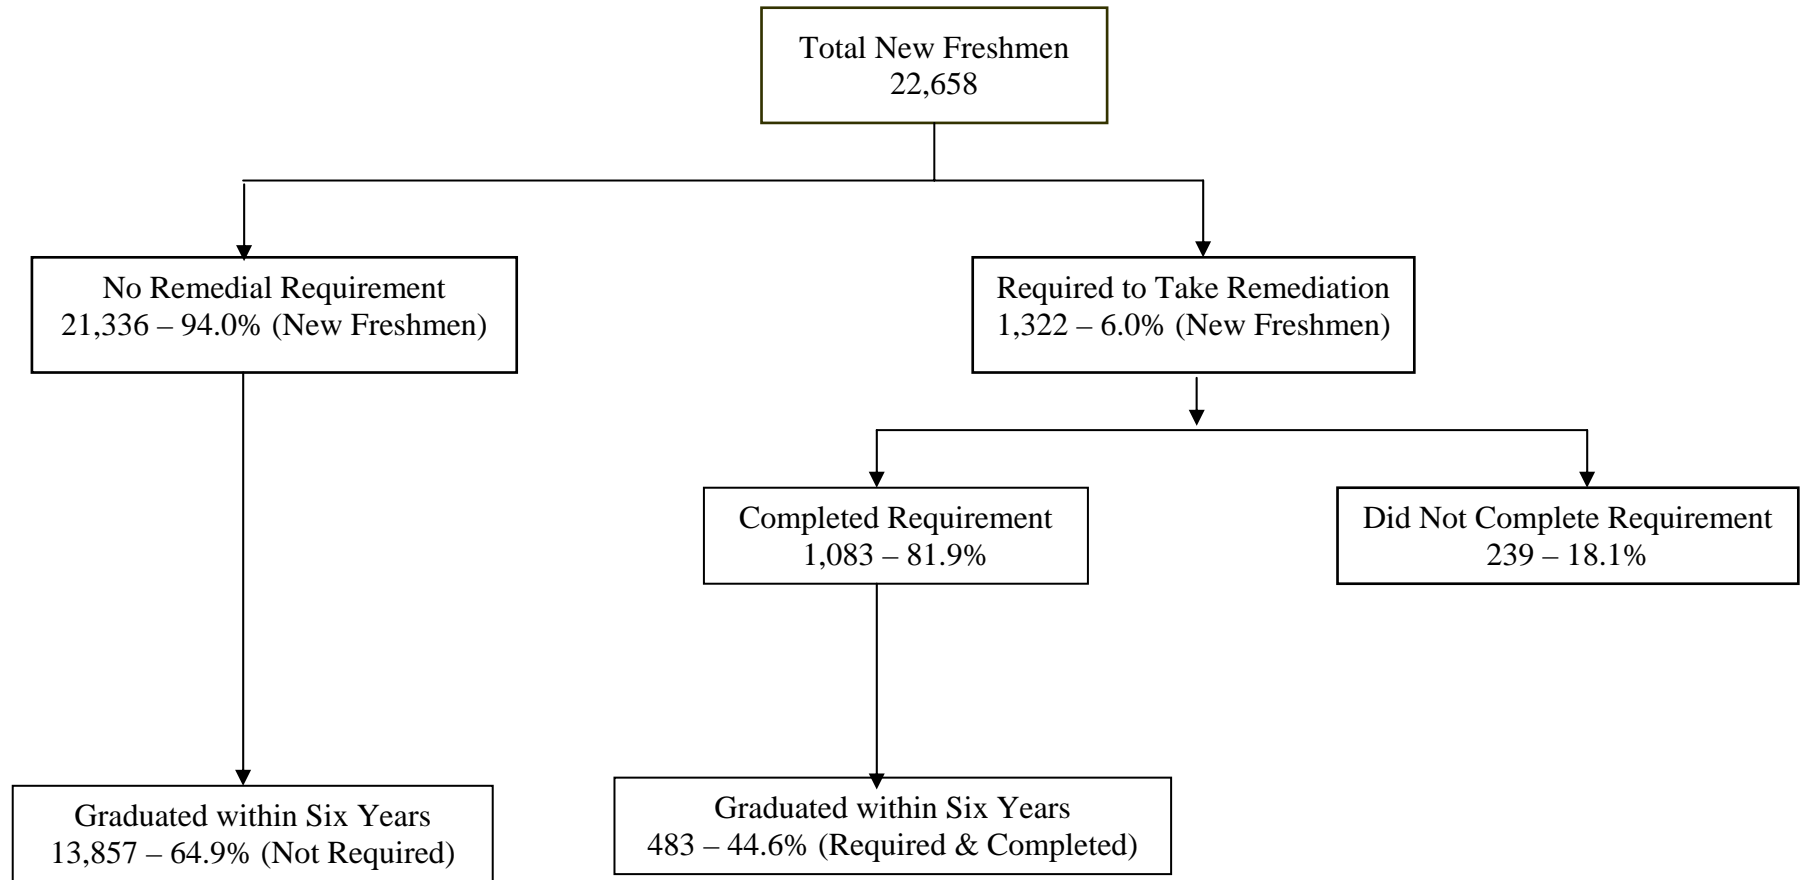 Total New Freshmen
22,658
No Remedial Requirement
21,336 – 94.0% (New Freshmen)
Required to Take Remediation
1,322 – 6.0% (New Freshmen)
Completed Requirement
1,083 – 81.9%
Did Not Complete Requirement
239 – 18.1%
Graduated within Six Years
13,857 – 64.9% (Not Required)
Graduated within Six Years
483 – 44.6% (Required & Completed)